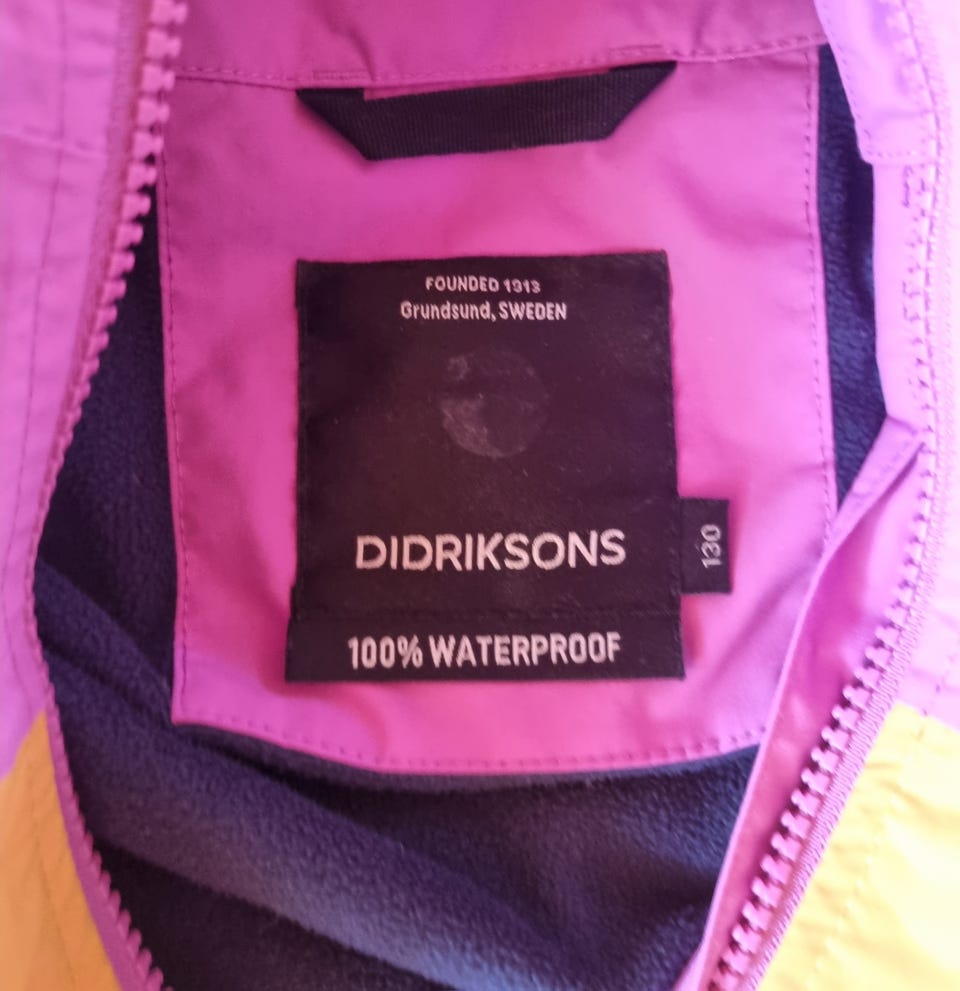 FOUNDED 1913
Grundsund, SWEDEN
DIDRIKSONS
130
100% WATERPROOF